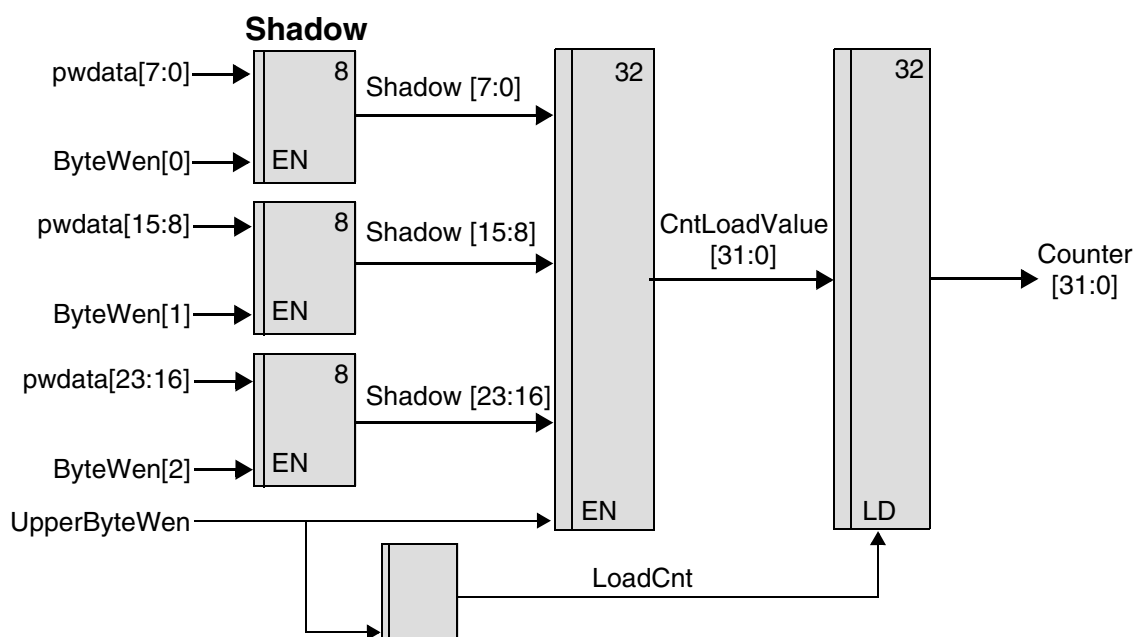 Shadow
pwdata[7:0]
8
Shadow [7:0]
32
32
ByteWen[0]
EN
pwdata[15:8]
8
Shadow [15:8]
CntLoadValue
[31:0]
Counter
[31:0]
ByteWen[1]
EN
pwdata[23:16]
8
Shadow [23:16]
ByteWen[2]
EN
UpperByteWen
EN
LD
LoadCnt